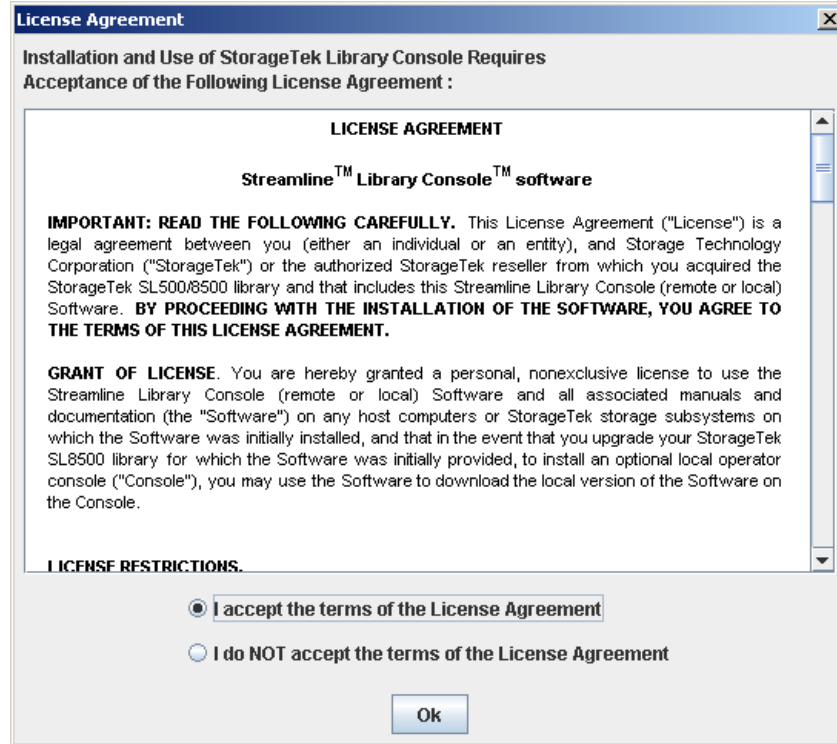 License Agreement
Installation and Use of StorageTek Library Console Requires
Acceptance of the Following License Agreement :
LICENSE AGREEMENT
Streamline™ Library Console™ software
IMPORTANT: READ THE FOLLOWING CAREFULLY. This License Agreement ("License") is a
legal agreement between you (either an individual or an entity), and Storage Technology
Corporation ("StorageTek") or the authorized StorageTek reseller from which you acquired the
StorageTek SL500/8500 library and that includes this Streamline Library Console (remote or local)
Software. BY PROCEEDING WITH THE INSTALLATION OF THE SOFTWARE, YOU AGREE TO
THE TERMS OF THIS LICENSE AGREEMENT.
GRANT OF LICENSE. You are hereby granted a personal, nonexclusive license to use the
Streamline Library Console (remote or local) Software and all associated manuals and
documentation (the "Software") on any host computers or StorageTek storage subsystems on
which the Software was initially installed, and that in the event that you upgrade your StorageTek
SL8500 library for which the Software was initially provided, to install an optional local operator
console ("Console"), you may use the Software to download the local version of the Software on
the Console.
LICENSE RESTRICTIONS.
I accept the terms of the License Agreement
I do NOT accept the terms of the License Agreement
Ok